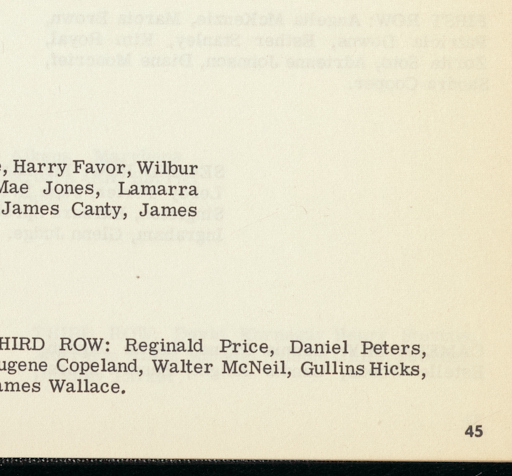 , Harry Favor, Wilbur
Mae Jones, Lamarra
James Canty, James
HIRD ROW: Reginald Price, Daniel Peters,
ugene Copeland, Walter McNeil, Gullins Hicks,
ames Wallace.
45